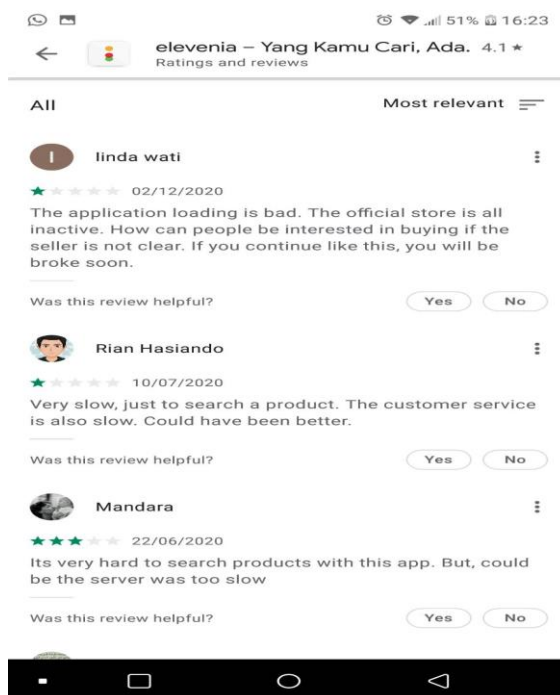 51% 16:23
elevenia – Yang Kamu Cari, Ada. 4.1 ★
Ratings and reviews
All
Most relevant
l
linda wati
02/12/2020
The application loading is bad. The official store is all
inactive. How can people be interested in buying if the
seller is not clear. If you continue like this, you will be
broke soon.
Was this review helpful?
Yes
No
Rian Hasiando
10/07/2020
Very slow, just to search a product. The customer service
is also slow. Could have been better.
Was this review helpful?
Yes
No
Mandara
22/06/2020
Its very hard to search products with this app. But, could
be the server was too slow
Was this review helpful?
Yes
No